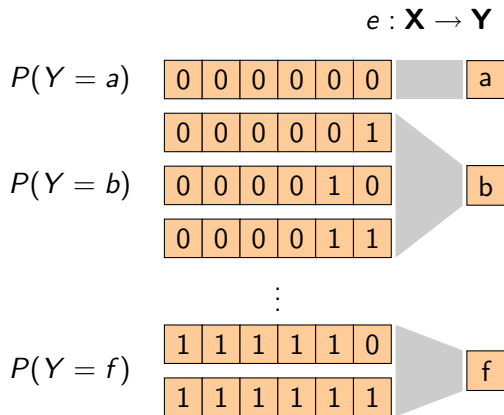 e : X → Y
P(Y = a) 0 0 0 0 0 0 a
0 0 0 0 0 1
P(Y = b) 0 0 0 0 1 0 b
0 0 0 0 1 1
⋮
1 1 1 1 1 0
P(Y = f) f
1 1 1 1 1 1